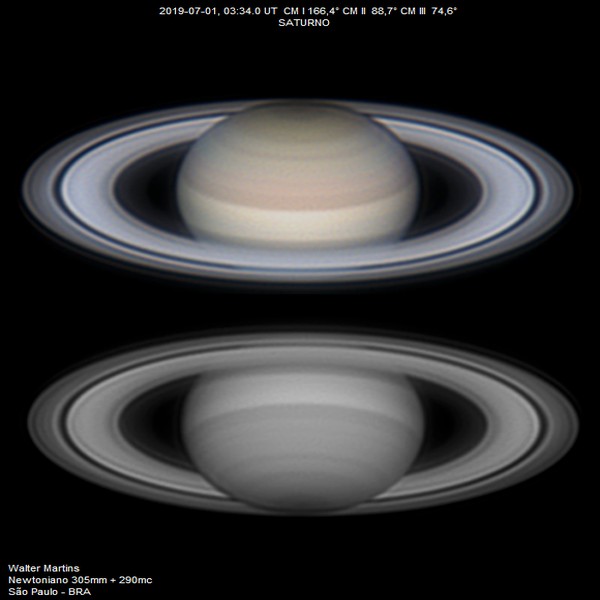 2019-07-01, 03:34.0 UT CM I 166,4° CM II 88,7° CM III 74,6°
SATURNO
Walter Martins
Newtoniano 305mm + 290mc
São Paulo - BRA